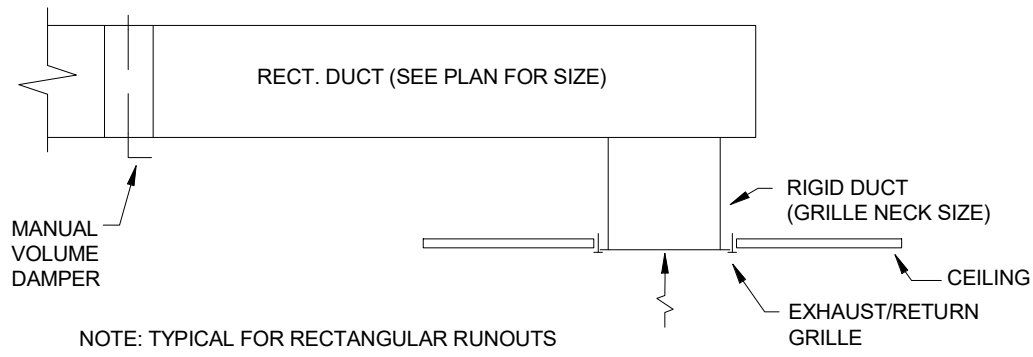 RECT. DUCT (SEE PLAN FOR SIZE)
MANUAL
VOLUME
DAMPER
RIGID DUCT
(GRILLE NECK SIZE)
CEILING
EXHAUST/RETURN
GRILLE
NOTE: TYPICAL FOR RECTANGULAR RUNOUTS